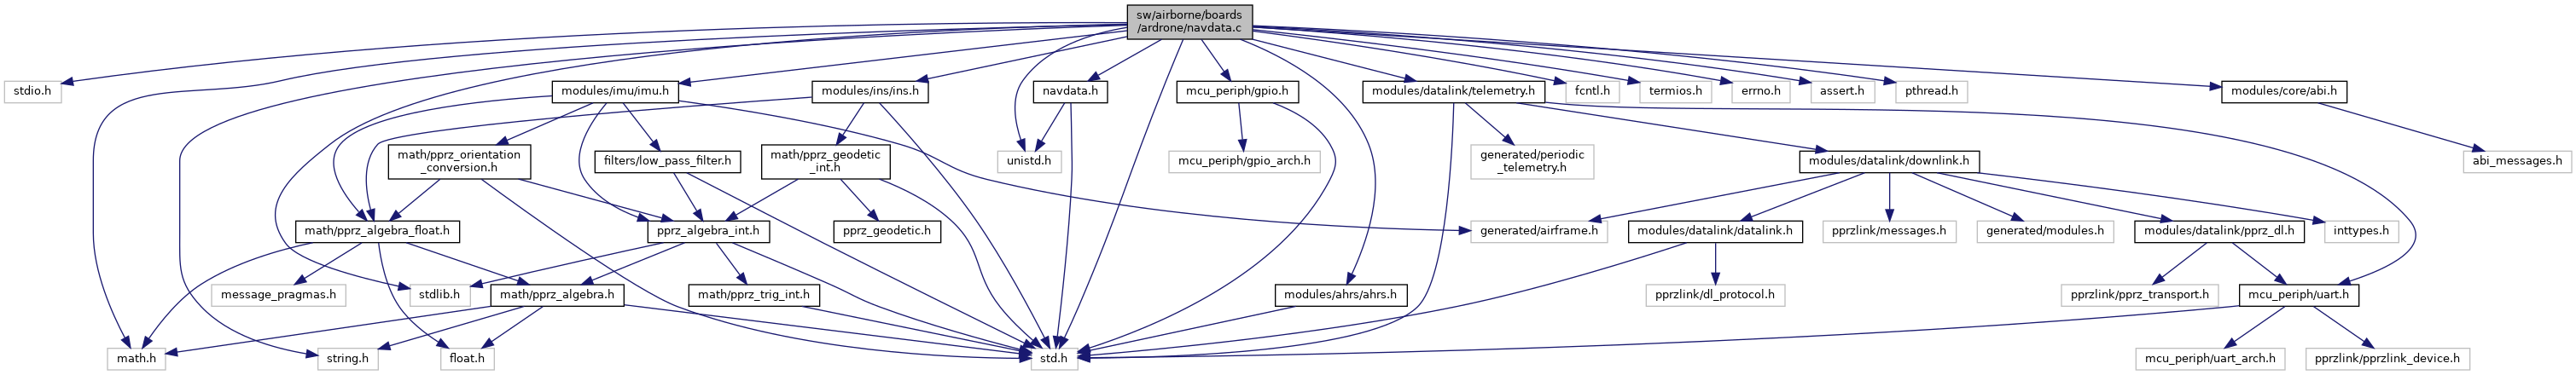 sw/airborne/boards
/ardrone/navdata.c
stdio.h
modules/imu/imu.h
modules/ins/ins.h
navdata.h
mcu_periph/gpio.h
modules/datalink/telemetry.h
fcntl.h
termios.h
errno.h
assert.h
pthread.h
modules/core/abi.h
math/pprz_orientation
_conversion.h
filters/low_pass_filter.h
math/pprz_geodetic
_int.h
unistd.h
mcu_periph/gpio_arch.h
generated/periodic
_telemetry.h
modules/datalink/downlink.h
abi_messages.h
math/pprz_algebra_float.h
pprz_algebra_int.h
pprz_geodetic.h
generated/airframe.h
modules/datalink/datalink.h
pprzlink/messages.h
generated/modules.h
modules/datalink/pprz_dl.h
inttypes.h
message_pragmas.h
stdlib.h
math/pprz_algebra.h
math/pprz_trig_int.h
modules/ahrs/ahrs.h
pprzlink/dl_protocol.h
pprzlink/pprz_transport.h
mcu_periph/uart.h
math.h
string.h
float.h
std.h
mcu_periph/uart_arch.h
pprzlink/pprzlink_device.h